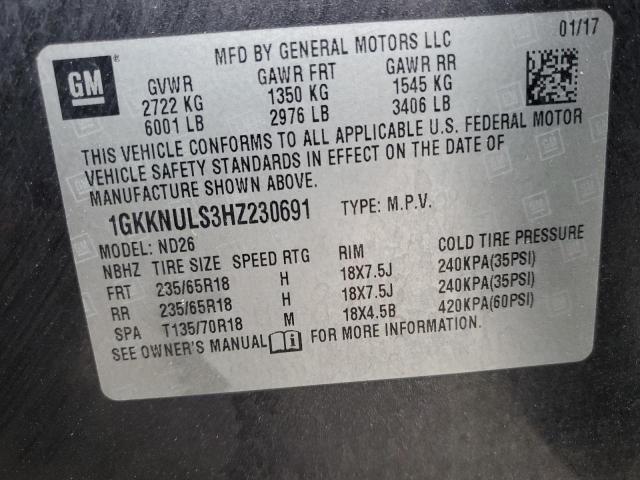 GM
MFD BY GENERAL MOTORS LLC 01/17
GVWR GAWR FRT GAWR RR
2722 KG 1350 KG 1545 KG
6001 LB 2976 LB 3406 LB
THIS VEHICLE CONFORMS TO ALL APPLICABLE U.S. FEDERAL MOTOR
VEHICLE SAFETY STANDARDS IN EFFECT ON THE DATE OF
MANUFACTURE SHOWN ABOVE.
1GKKNULS3HZ230691 TYPE: M.P.V.
MODEL: ND26
NBHZ TIRE SIZE SPEED RTG RIM COLD TIRE PRESSURE
FRT 235/65R18 H 18X7.5J 240KPA(35PSI)
RR 235/65R18 H 18X7.5J 240KPA(35PSI)
SPA T135/70R18 M 18X4.5B 420KPA(60PSI)
SEE OWNER'S MANUAL FOR MORE INFORMATION.